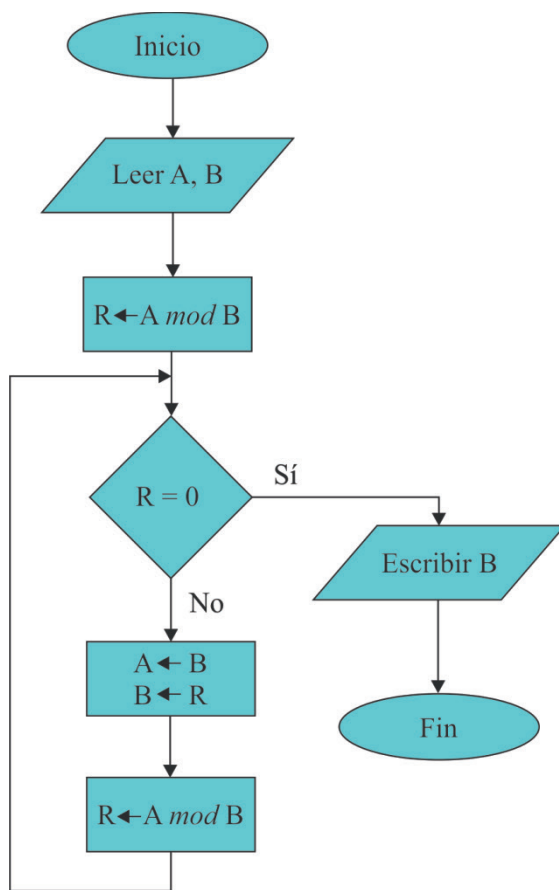 Inicio
Leer A, B
R←A mod B
R = 0
Sí
Escribir B
Fin
No
A← B
B← R
R←A mod B